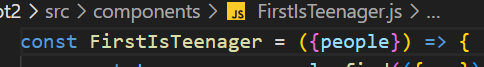 ot2 > src > components > JS FirstIsTeenager.js > ...
const FirstIsTeenager = ({people}) => {